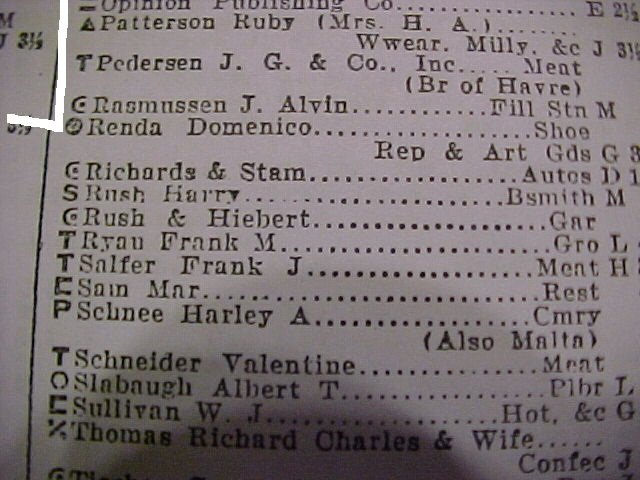 Opinion Publishing Co.................. E 2½
Patterson Ruby (Mrs. H. A.)........
Wwear, Milly, &c J 3½
J 3½
T Pedersen J. G. & Co., Inc..... Meat
(Br of Havre)
C Rasmussen J. Alvin............Fill Stn M
Renda Domenico...................Shoe
Rep & Art Gds G 3
C Richards & Stam..................Autos D 1
S Rush Harry......................Bsmith M
C Rush & Hiebert....................Gar
T Ryan Frank M....................Gro L
T Salfer Frank J..................Meat H
E Sam Mar.........................Rest
P Schnee Harley A..................Cmry
(Also Malta)
T Schneider Valentine...............Meat
O Slabaugh Albert T................Plbr L
E Sullivan W. J..................Hot, &c G
Thomas Richard Charles & Wife......
Confec J